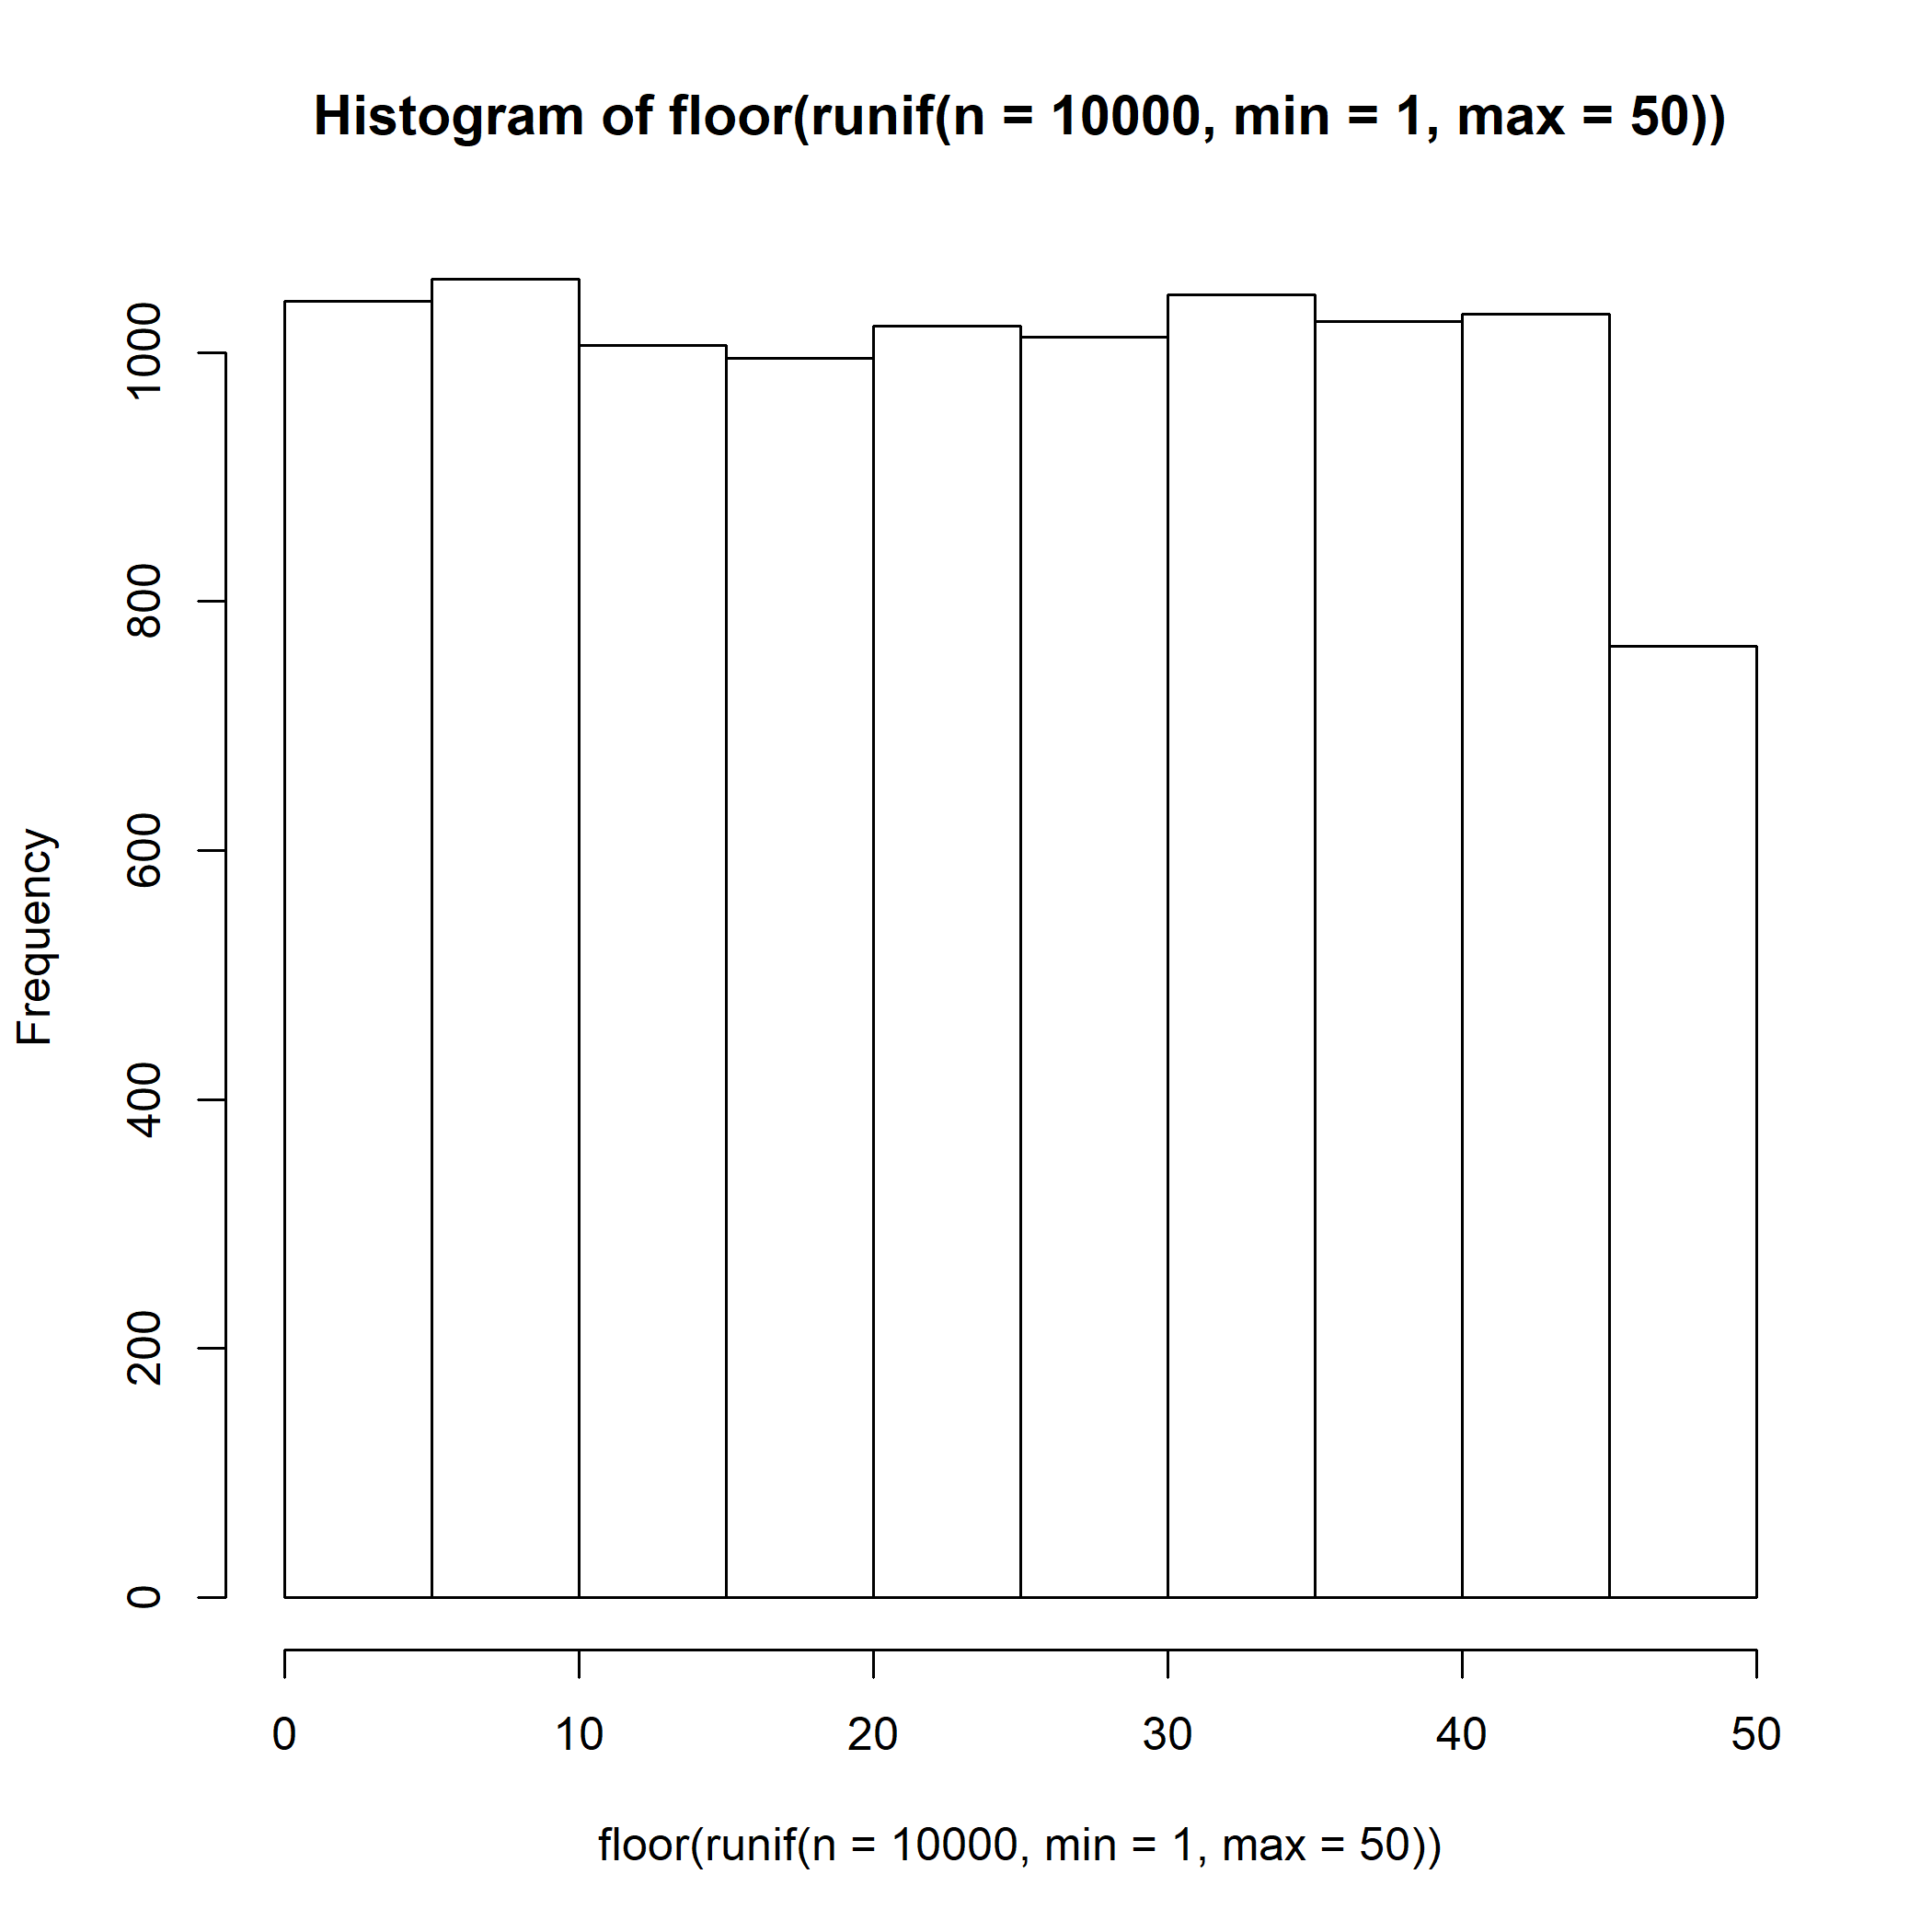 Histogram of floor(runif(n = 10000, min = 1, max = 50))
Frequency
1000
800
600
400
200
0
0 10 20 30 40 50
floor(runif(n = 10000, min = 1, max = 50))